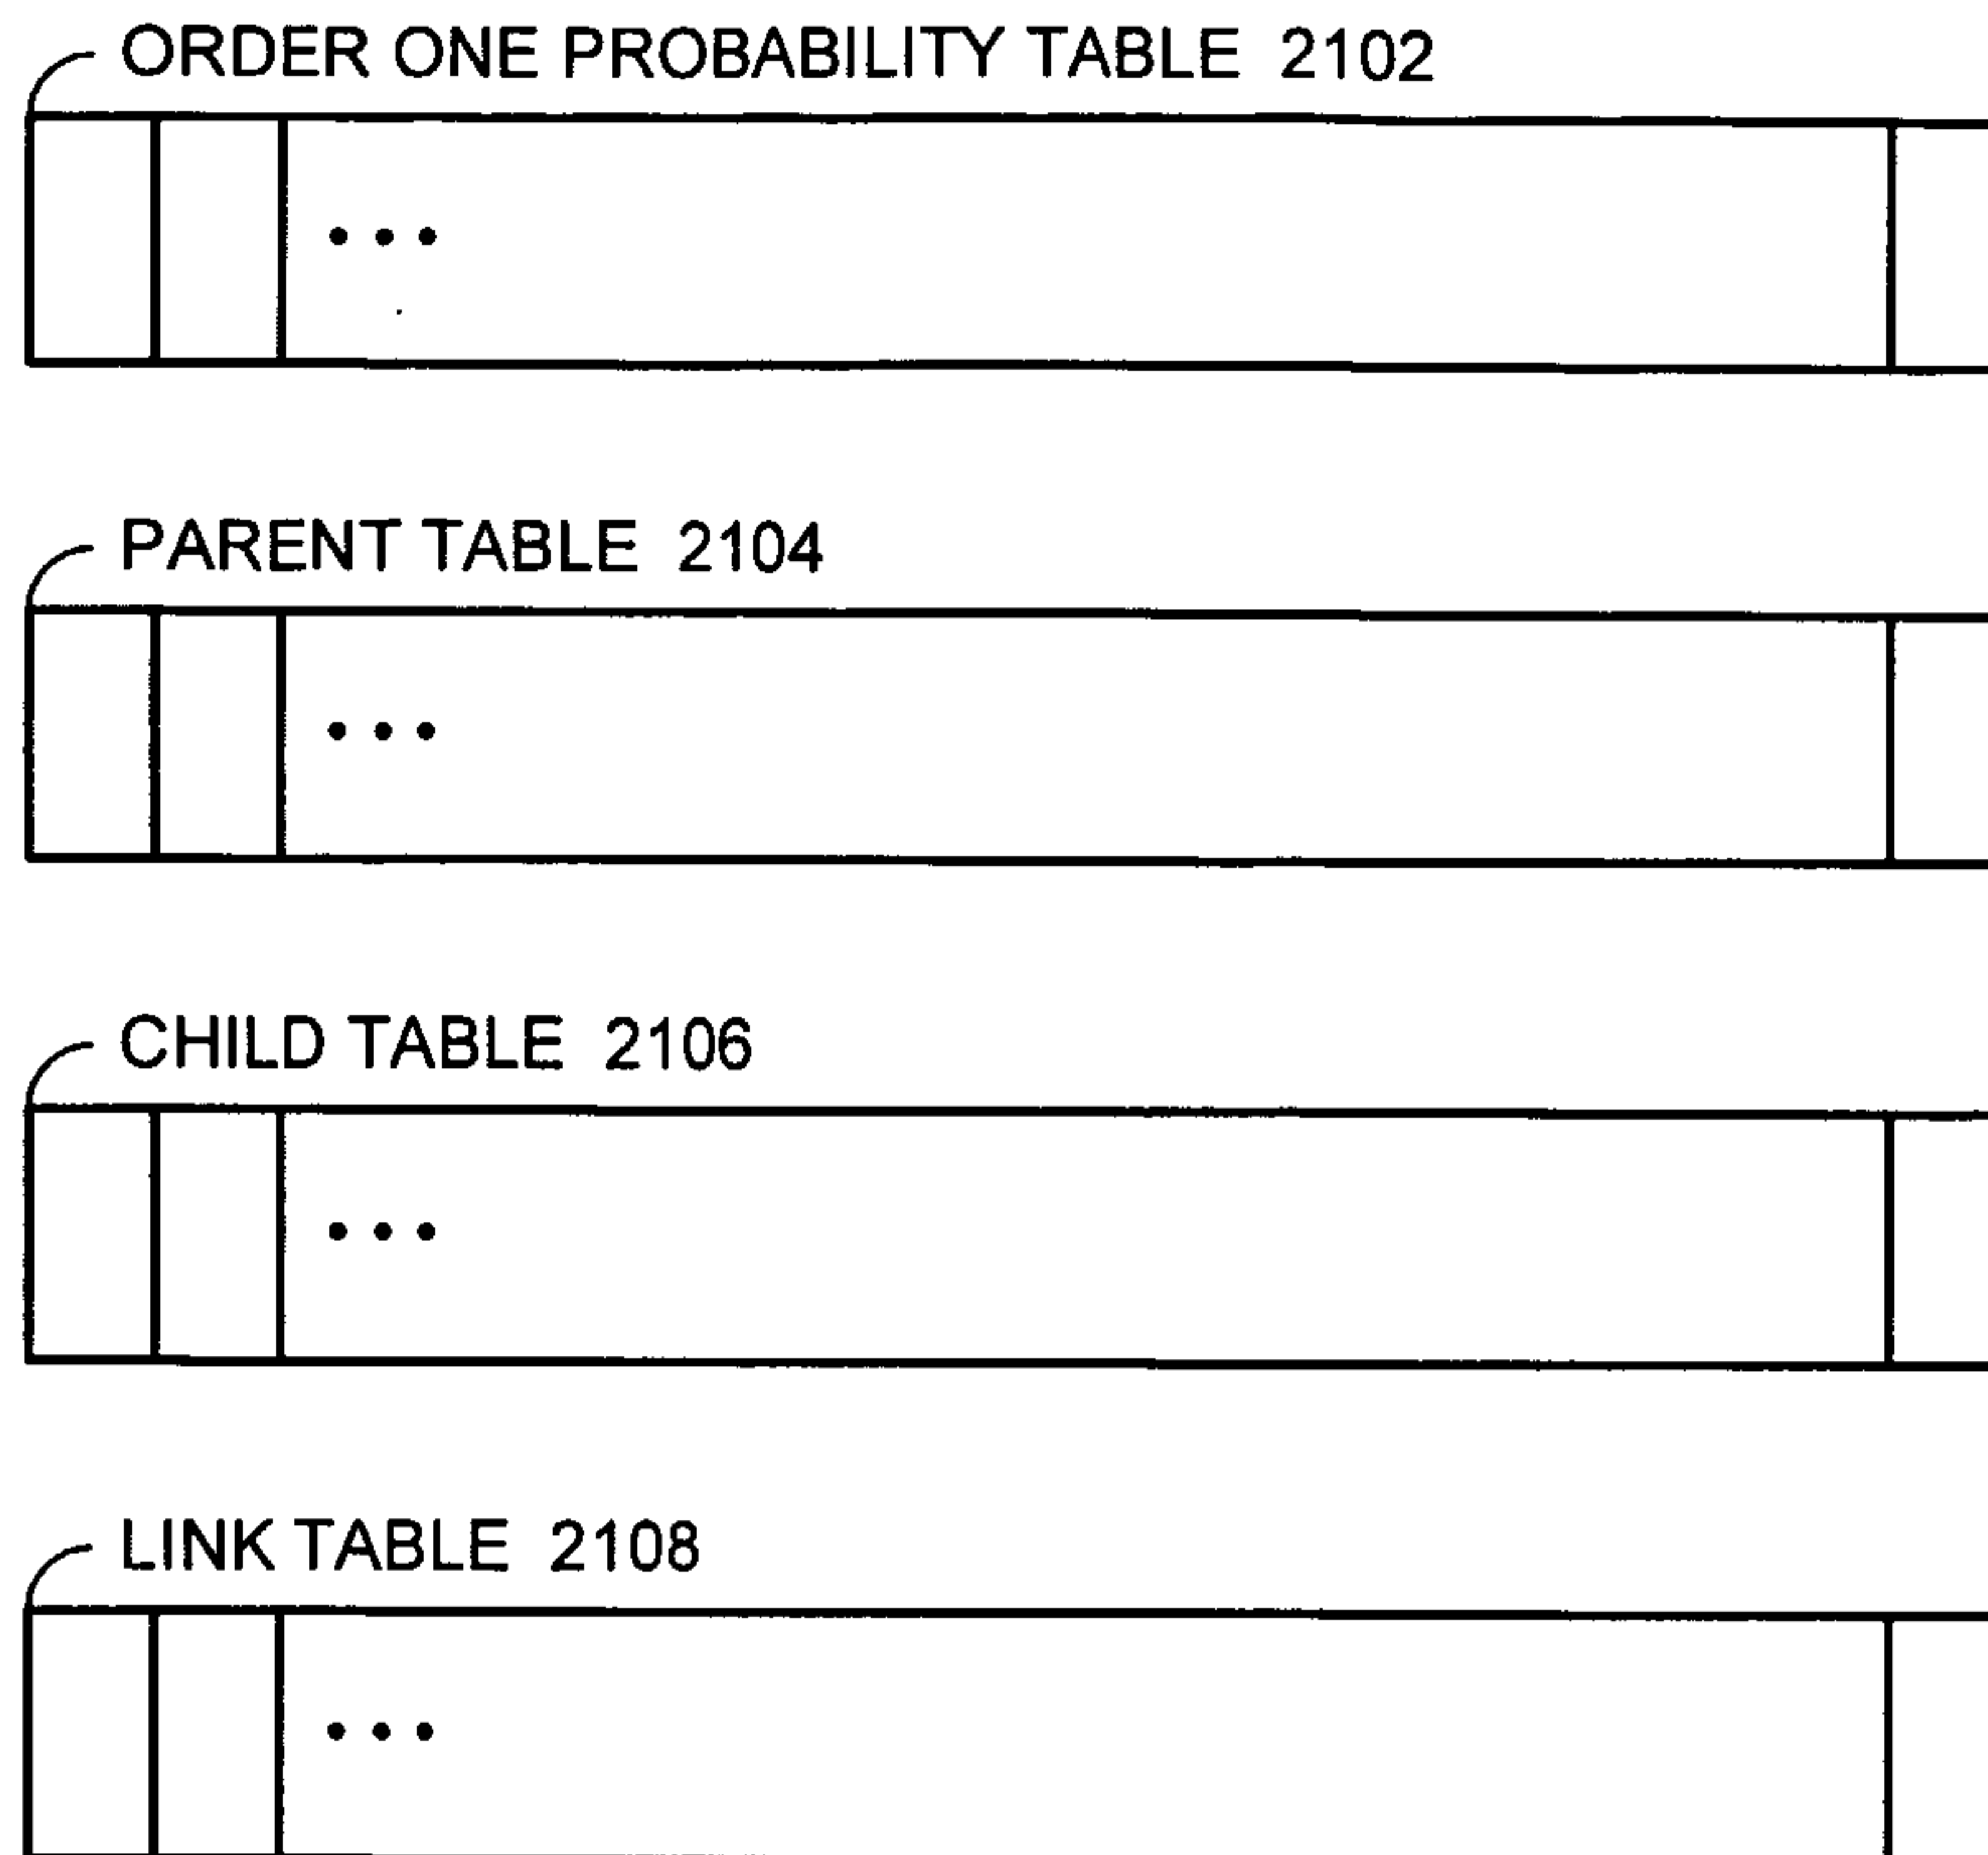 ORDER ONE PROBABILITY TABLE 2102
...
PARENT TABLE 2104
...
CHILD TABLE 2106
...
LINK TABLE 2108
...